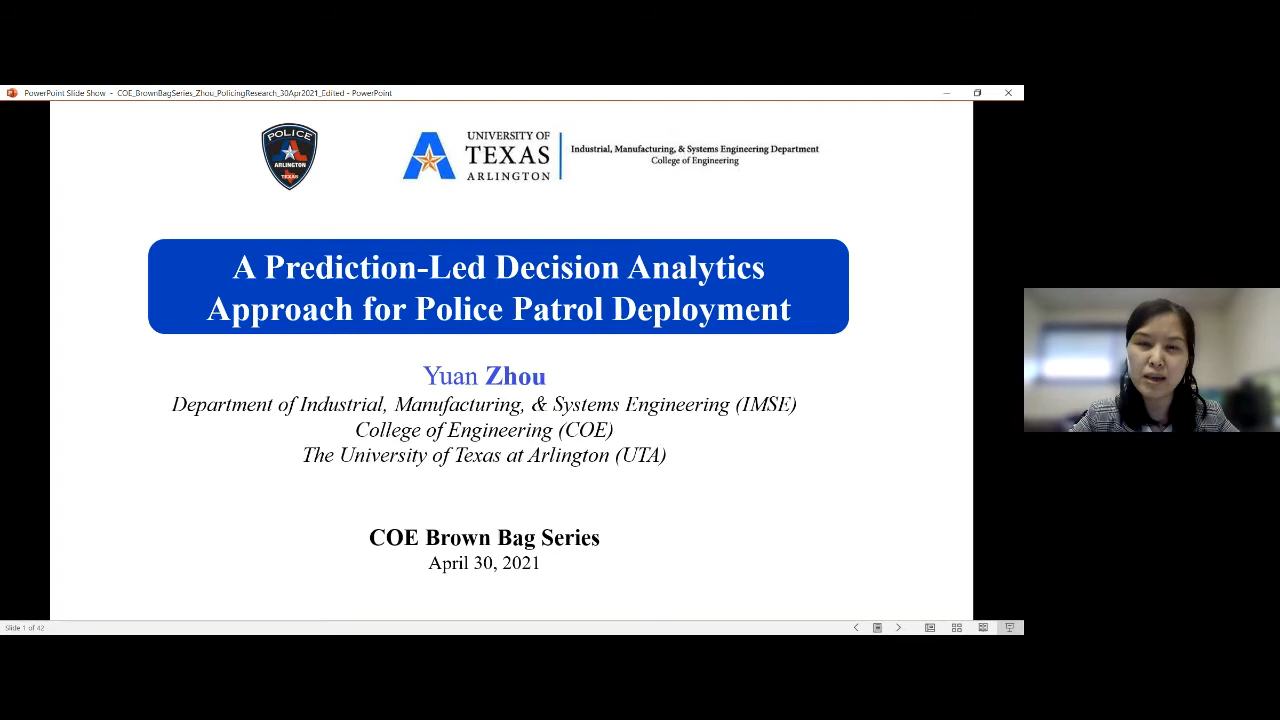 PowerPoint Slide Show - COE_BrownBagSeries_Zhou_PolicingResearch_30Apr2021_Edited - PowerPoint
POLICE
ARLINGTON
TEXAS
UNIVERSITY OF
TEXAS
ARLINGTON
Industrial, Manufacturing, & Systems Engineering Department
College of Engineering
A Prediction-Led Decision Analytics
Approach for Police Patrol Deployment
Yuan Zhou
Department of Industrial, Manufacturing, & Systems Engineering (IMSE)
College of Engineering (COE)
The University of Texas at Arlington (UTA)
COE Brown Bag Series
April 30, 2021
Slide 1 of 42